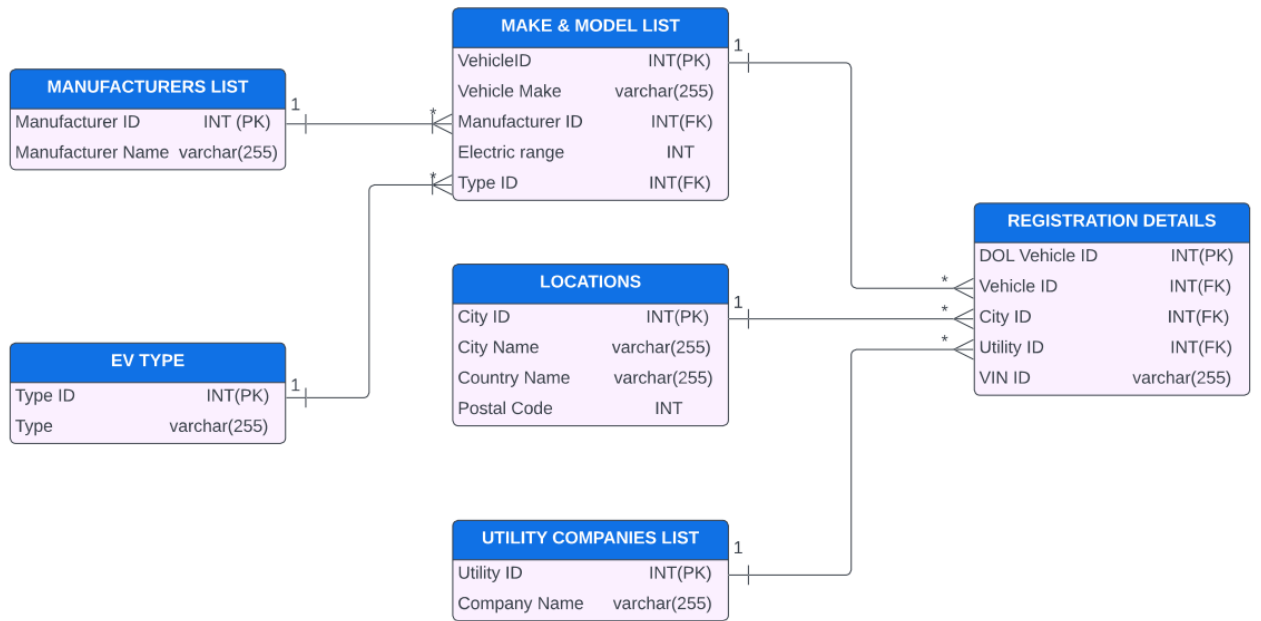 MANUFACTURERS LIST
Manufacturer ID INT (PK)
Manufacturer Name varchar(255)
1
*
EV TYPE
Type ID INT(PK)
Type varchar(255)
1
*
MAKE & MODEL LIST
VehicleID INT(PK)
Vehicle Make varchar(255)
Manufacturer ID INT(FK)
Electric range INT
Type ID INT(FK)
1
*
LOCATIONS
City ID INT(PK)
City Name varchar(255)
Country Name varchar(255)
Postal Code INT
1
*
UTILITY COMPANIES LIST
Utility ID INT(PK)
Company Name varchar(255)
1
*
REGISTRATION DETAILS
DOL Vehicle ID INT(PK)
Vehicle ID INT(FK)
City ID INT(FK)
Utility ID INT(FK)
VIN ID varchar(255)